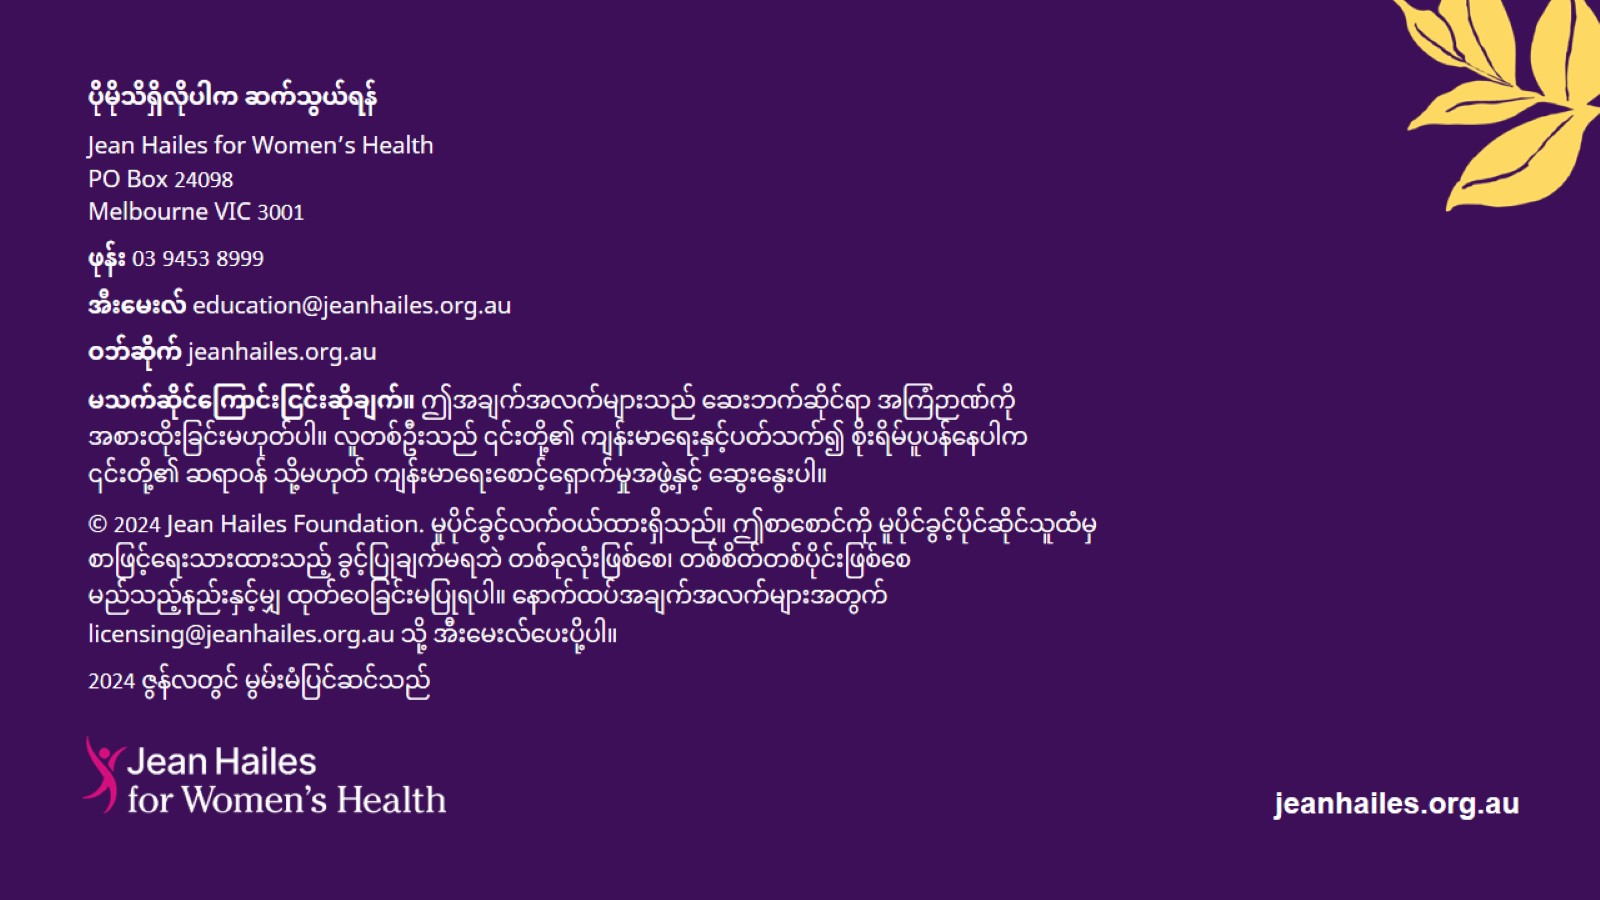 ပိုမိုသိရှိလိုပါက ဆက်သွယ်ရန်
Jean Hailes for Women’s Health
PO Box 24098
Melbourne VIC 3001
ဖုန်း 03 9453 8999
အီးမေးလ် education@jeanhailes.org.au
ဝဘ်ဆိုက် jeanhailes.org.au
မသက်ဆိုင်ကြောင်းငြင်းဆိုချက်။ ဤအချက်အလက်များသည် ဆေးဘက်ဆိုင်ရာ အကြံဉာဏ်ကို
အစားထိုးခြင်းမဟုတ်ပါ။ လူတစ်ဦးသည် ၎င်းတို့၏ ကျန်းမာရေးနှင့်ပတ်သက်၍ စိုးရိမ်ပူပန်နေပါက
၎င်းတို့၏ ဆရာဝန် သို့မဟုတ် ကျန်းမာရေးစောင့်ရှောက်မှုအဖွဲ့နှင့် ဆွေးနွေးပါ။
© 2024 Jean Hailes Foundation. မူပိုင်ခွင့်လက်ဝယ်ထားရှိသည်။ ဤစာစောင်ကို မူပိုင်ခွင့်ပိုင်ဆိုင်သူထံမှ
စာဖြင့်ရေးသားထားသည့် ခွင့်ပြုချက်မရဘဲ တစ်ခုလုံးဖြစ်စေ၊ တစ်စိတ်တစ်ပိုင်းဖြစ်စေ
မည်သည့်နည်းနှင့်မျှ ထုတ်ဝေခြင်းမပြုရပါ။ နောက်ထပ်အချက်အလက်များအတွက်
licensing@jeanhailes.org.au သို့ အီးမေးလ်ပေးပို့ပါ။
2024 ဇွန်လတွင် မွမ်းမံပြင်ဆင်သည်
Jean Hailes
for Women’s Health
jeanhailes.org.au